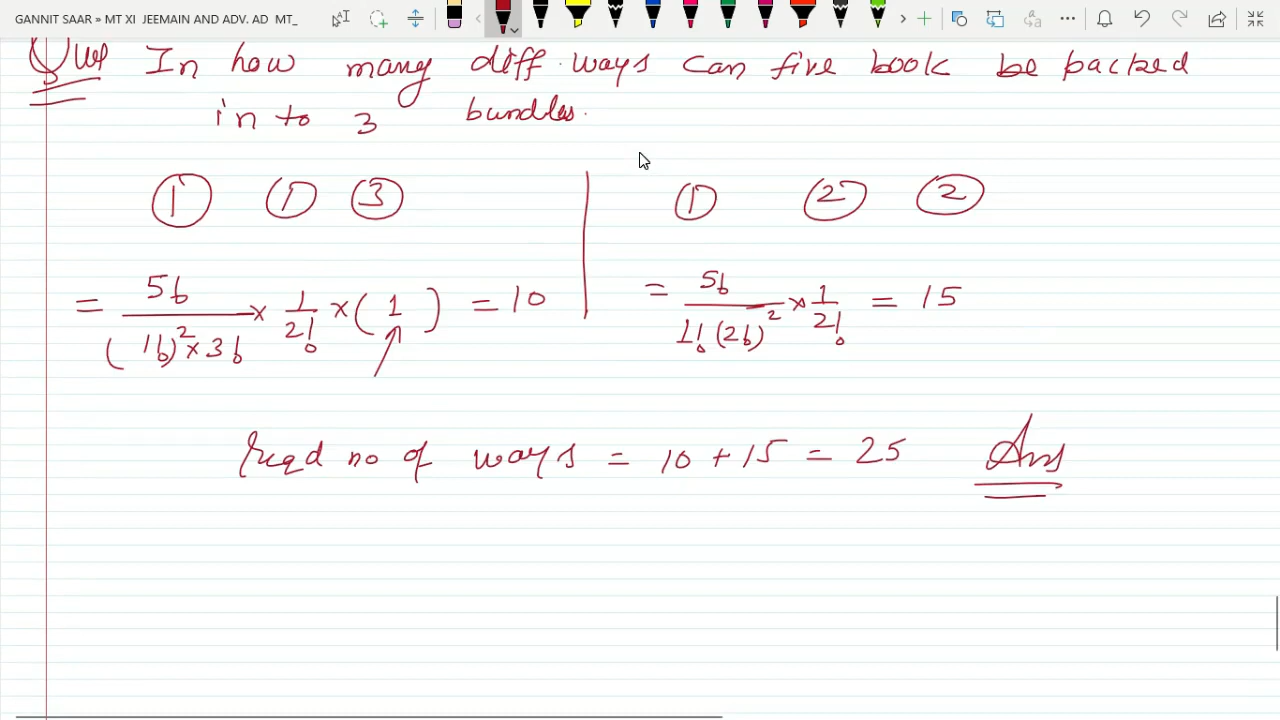 GANNIT SAAR » MT XI JEEMAIN AND ADV. AD MT_
Que In how many diff. ways can five book be packed
in to 3 bundles.
1 1 3 1 2 2
= 5! / ((1!)² × 3!) × 1/2! × (1) = 10
= 5! / (1! (2!)²) × 1/2! = 15
reqd no of ways = 10 + 15 = 25 Ans